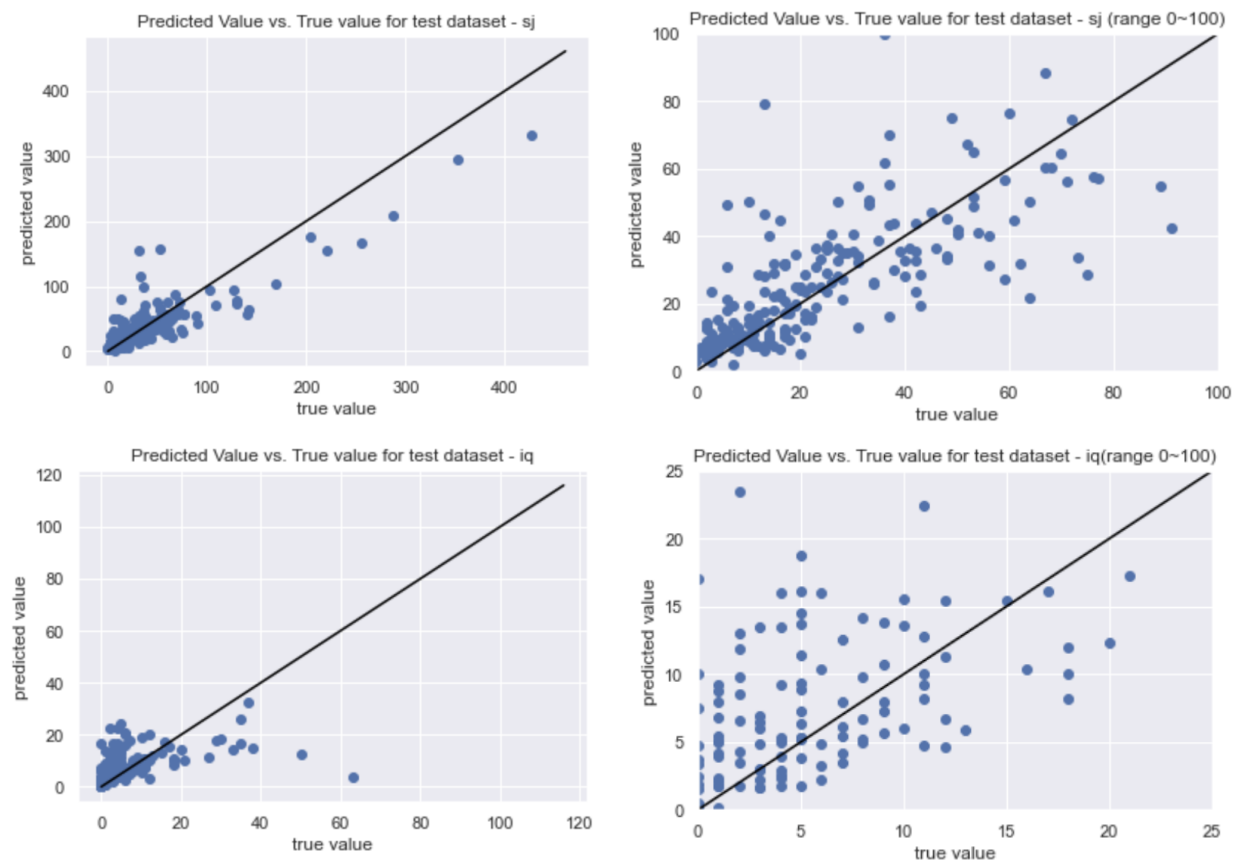 Predicted Value vs. True value for test dataset - sj
400
300
200
100
0
predicted value
0 100 200 300 400
true value
Predicted Value vs. True value for test dataset - sj (range 0~100)
100
80
60
40
20
0
predicted value
0 20 40 60 80 100
true value
Predicted Value vs. True value for test dataset - iq
120
100
80
60
40
20
0
predicted value
0 20 40 60 80 100 120
true value
Predicted Value vs. True value for test dataset - iq(range 0~100)
25
20
15
10
5
0
predicted value
0 5 10 15 20 25
true value